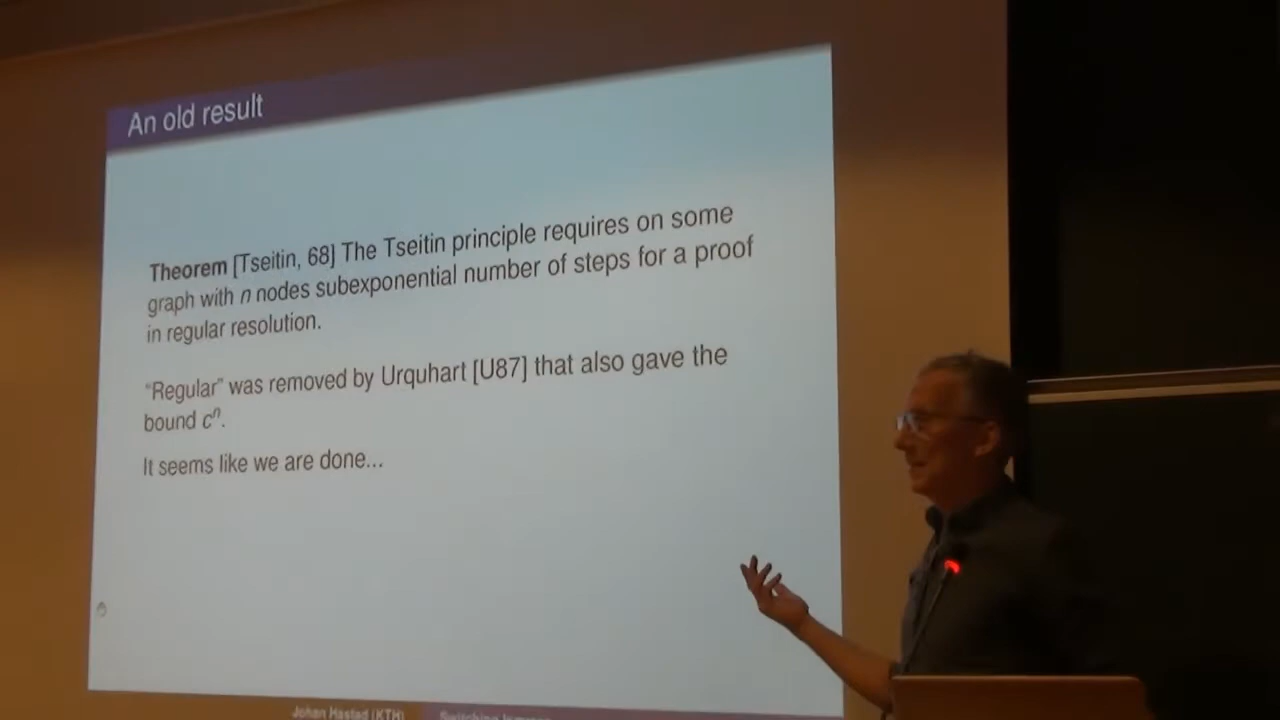 An old result
Theorem [Tseitin, 68] The Tseitin principle requires on some
graph with n nodes subexponential number of steps for a proof
in regular resolution.
“Regular” was removed by Urquhart [U87] that also gave the
bound cⁿ.
It seems like we are done...
Johan Hastad (KTH)